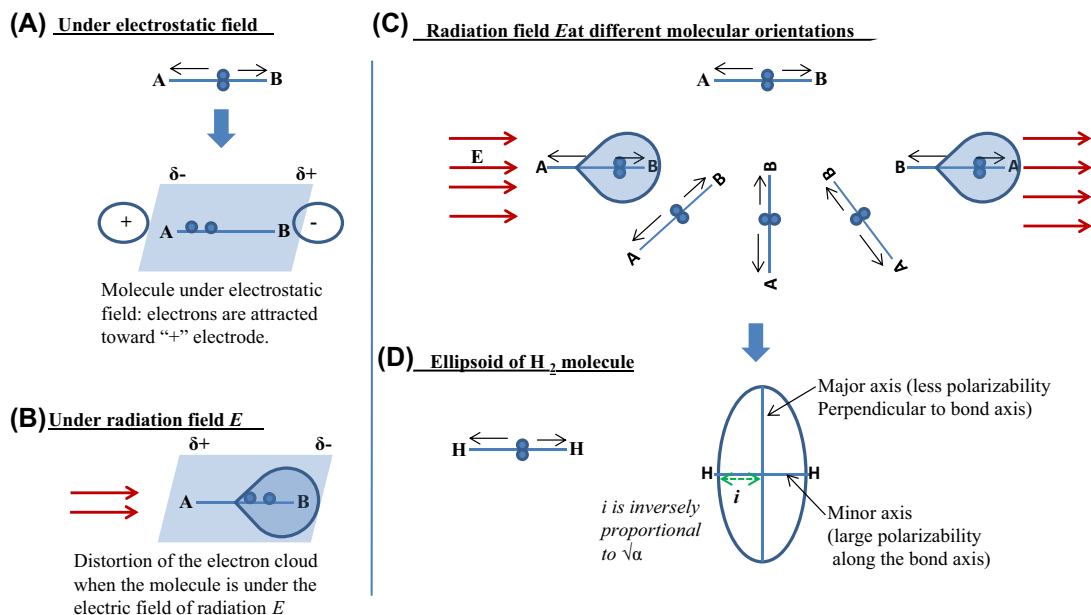 (A) Under electrostatic field
A B
δ- δ+
+ A B -
Molecule under electrostatic
field: electrons are attracted
toward “+” electrode.
(B) Under radiation field E
δ+ δ-
A B
Distortion of the electron cloud
when the molecule is under the
electric field of radiation E
(C) Radiation field Eat different molecular orientations
A B
E
A B
A B
B A
B A
B A
(D) Ellipsoid of H 2 molecule
H H
Major axis (less polarizability
Perpendicular to bond axis)
H H
i
i is inversely
proportional
to √α
Minor axis
(large polarizability
along the bond axis)